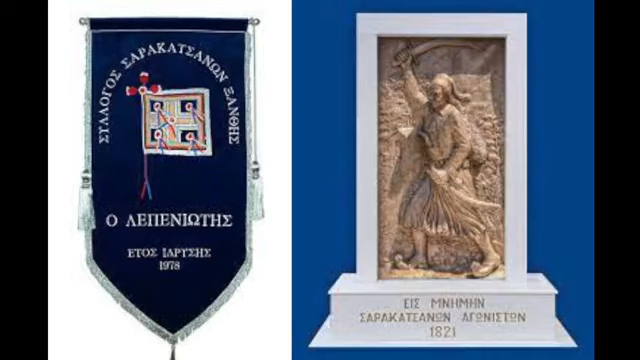 ΣΥΛΛΟΓΟΣ ΣΑΡΑΚΑΤΣΑΝΩΝ ΞΑΝΘΗΣ
Ο ΛΕΠΕΝΙΩΤΗΣ
ΕΤΟΣ ΙΔΡΥΣΗΣ
1978
ΕΙΣ ΜΝΗΜΗΝ
ΣΑΡΑΚΑΤΣΑΝΩΝ ΑΓΩΝΙΣΤΩΝ
1821